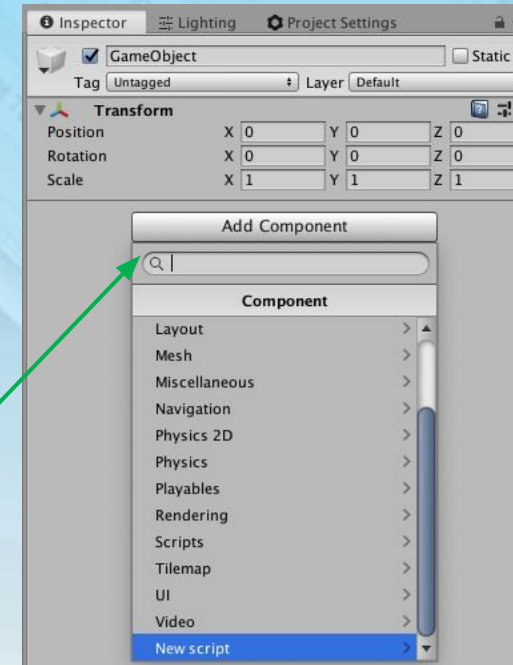 Inspector Lighting Project Settings
GameObject Static
Tag Untagged Layer Default
Transform
Position X 0 Y 0 Z 0
Rotation X 0 Y 0 Z 0
Scale X 1 Y 1 Z 1
Add Component
Component
Layout
Mesh
Miscellaneous
Navigation
Physics 2D
Physics
Playables
Rendering
Scripts
Tilemap
UI
Video
New script